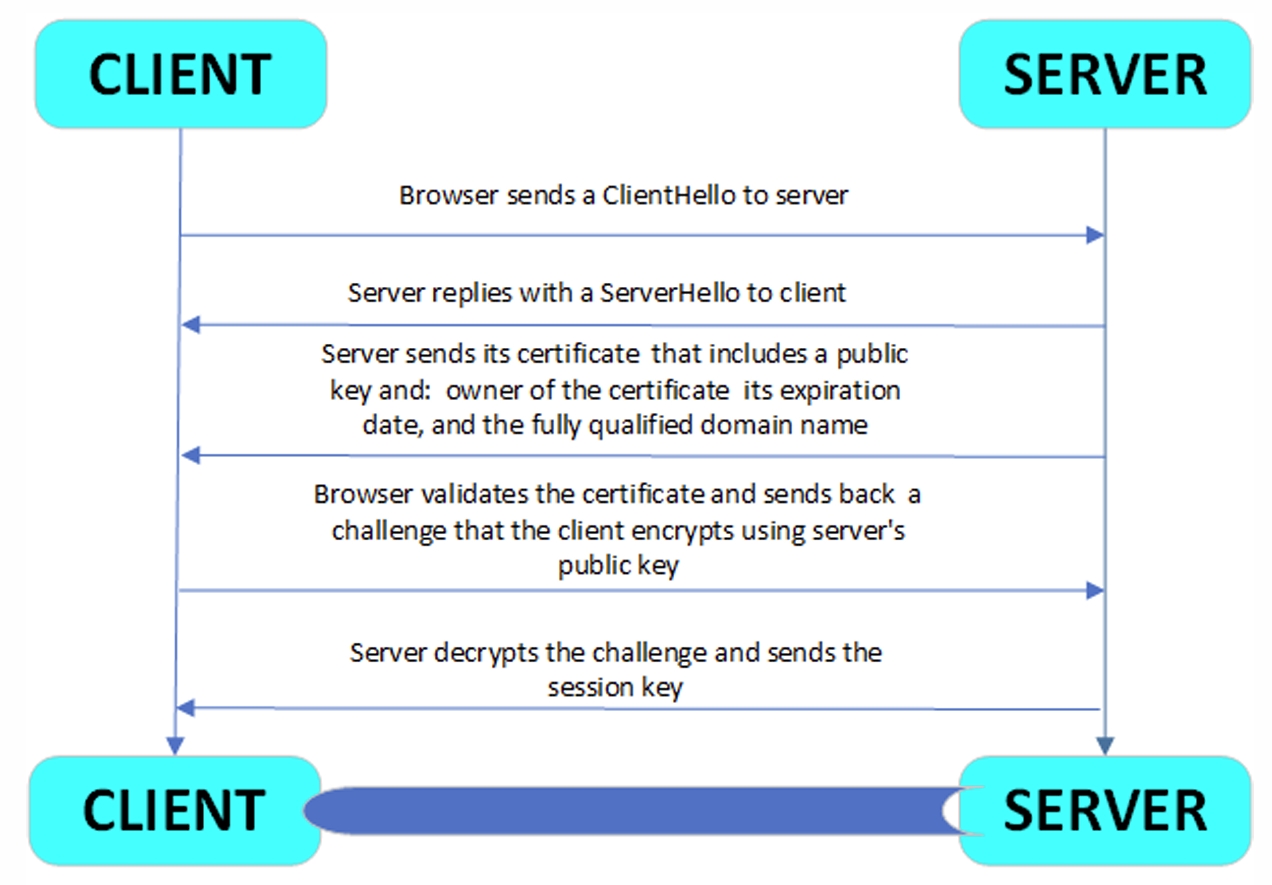 CLIENT
SERVER
Browser sends a ClientHello to server
Server replies with a ServerHello to client
Server sends its certificate that includes a public
key and: owner of the certificate its expiration
date, and the fully qualified domain name
Browser validates the certificate and sends back a
challenge that the client encrypts using server's
public key
Server decrypts the challenge and sends the
session key
CLIENT
SERVER